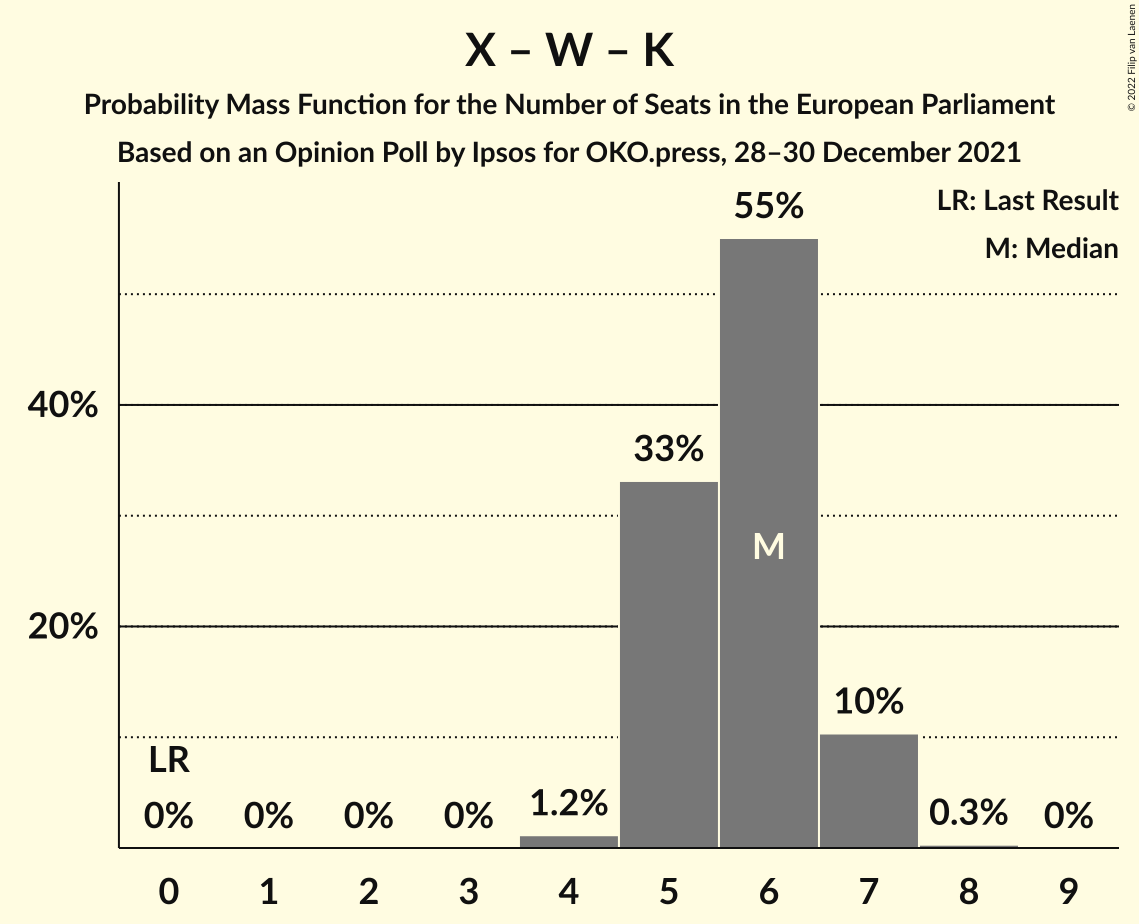 X – W – K
Probability Mass Function for the Number of Seats in the European Parliament
Based on an Opinion Poll by Ipsos for OKO.press, 28–30 December 2021
© 2022 Filip van Laenen
LR: Last Result
M: Median
55%
40%
33%
M
20%
10%
LR
0%
0%
0%
0%
1.2%
0.3%
0%
0 1 2 3 4 5 6 7 8 9